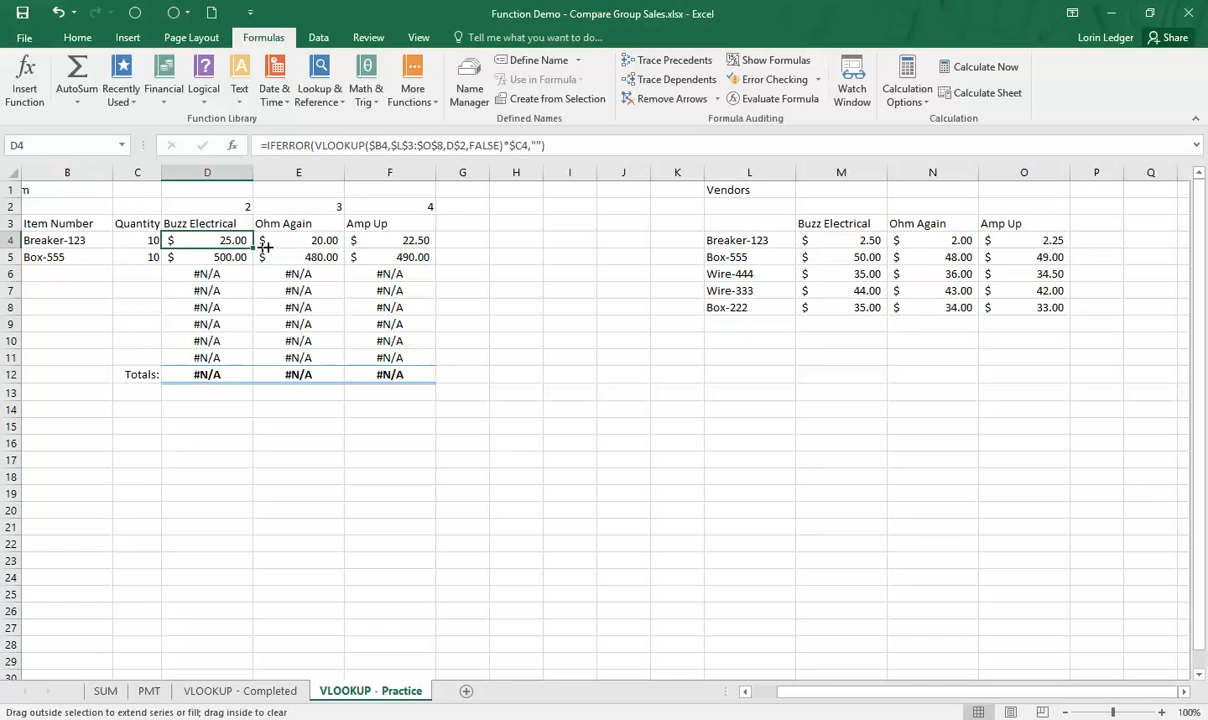 Function Demo - Compare Group Sales.xlsx - Excel
File Home Insert Page Layout Formulas Data Review View Tell me what you want to do... Lorin Ledger Share
fx Insert Function
Σ AutoSum
Recently Used
Financial
Logical
A Text
Date & Time
Lookup & Reference
θ Math & Trig
More Functions
Function Library
Name Manager
Define Name
Use in Formula
Create from Selection
Defined Names
Trace Precedents
Trace Dependents
Remove Arrows
Show Formulas
Error Checking
Evaluate Formula
Watch Window
Formula Auditing
Calculation Options
Calculate Now
Calculate Sheet
Calculation
D4 fx =IFERROR(VLOOKUP($B4,$L$3:$O$8,D$2,FALSE)*$C4,"")
B C D E F G H I J K L M N O P Q
1 m Vendors
2 2 3 4
3 Item Number Quantity Buzz Electrical Ohm Again Amp Up Buzz Electrical Ohm Again Amp Up
4 Breaker-123 10 $ 25.00 $ 20.00 $ 22.50 Breaker-123 $ 2.50 $ 2.00 $ 2.25
5 Box-555 10 $ 500.00 $ 480.00 $ 490.00 Box-555 $ 50.00 $ 48.00 $ 49.00
6 #N/A #N/A #N/A Wire-444 $ 35.00 $ 36.00 $ 34.50
7 #N/A #N/A #N/A Wire-333 $ 44.00 $ 43.00 $ 42.00
8 #N/A #N/A #N/A Box-222 $ 35.00 $ 34.00 $ 33.00
9 #N/A #N/A #N/A
10 #N/A #N/A #N/A
11 #N/A #N/A #N/A
12 Totals: #N/A #N/A #N/A
13
14
15
16
17
18
19
20
21
22
23
24
25
26
27
28
29
30
SUM PMT VLOOKUP - Completed VLOOKUP - Practice
Drag outside selection to extend series or fill; drag inside to clear 100%